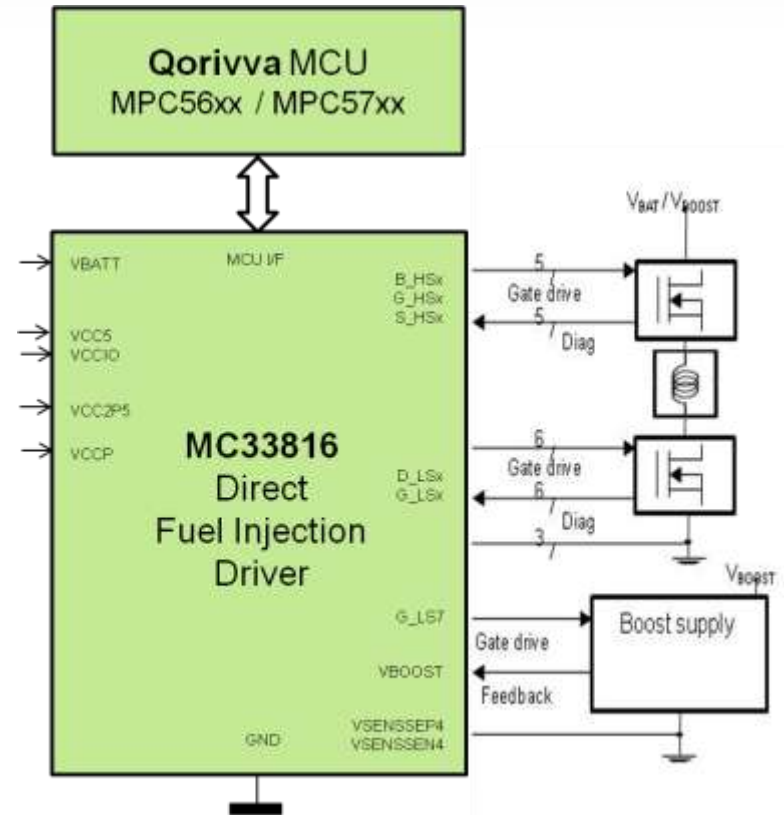 Qorivva MCU
MPC56xx / MPC57xx
VBATT
VCC5
VCCIO
VCC2P5
VCCP
MCU I/F
MC33816
Direct
Fuel Injection
Driver
GND
B_HSx
G_HSx
S_HSx
D_LSx
G_LSx
G_LS7
VBOOST
VSENSSEP4
VSENSSEN4
5
Gate drive
5
Diag
6
Gate drive
6
Diag
3
Gate drive
Feedback
VBAT/VBOOST
VBOOST
Boost supply